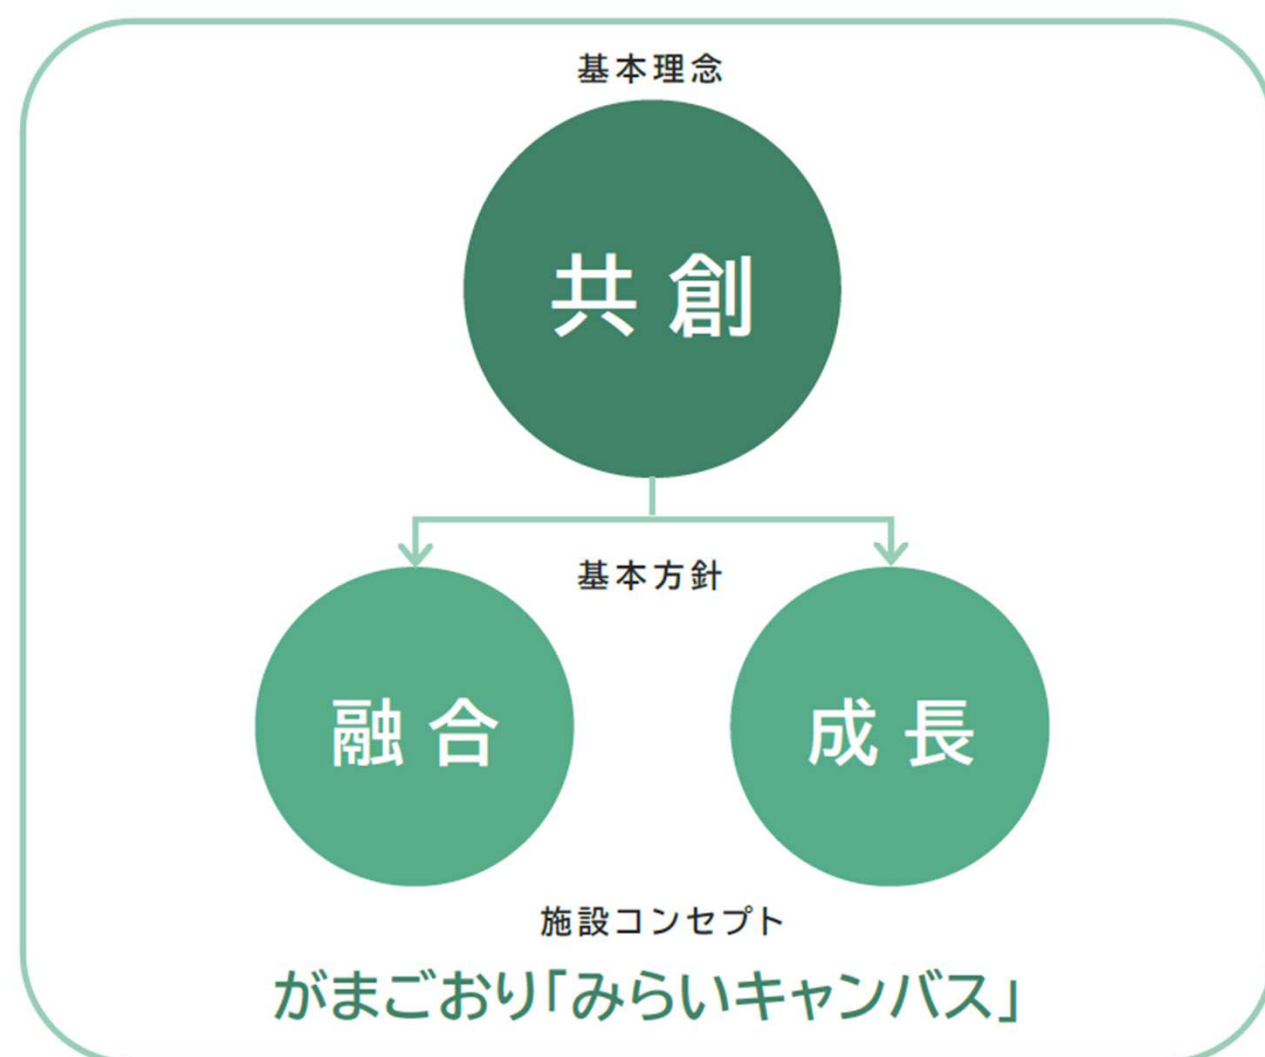 基本理念
共創
基本方針
融合
成長
施設コンセプト
がまごおり「みらいキャンバス」